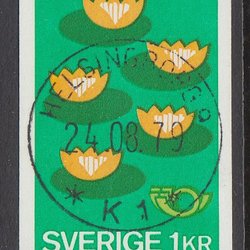 HELSINGBORG
24.08.79
* K 1
SVERIGE 1KR